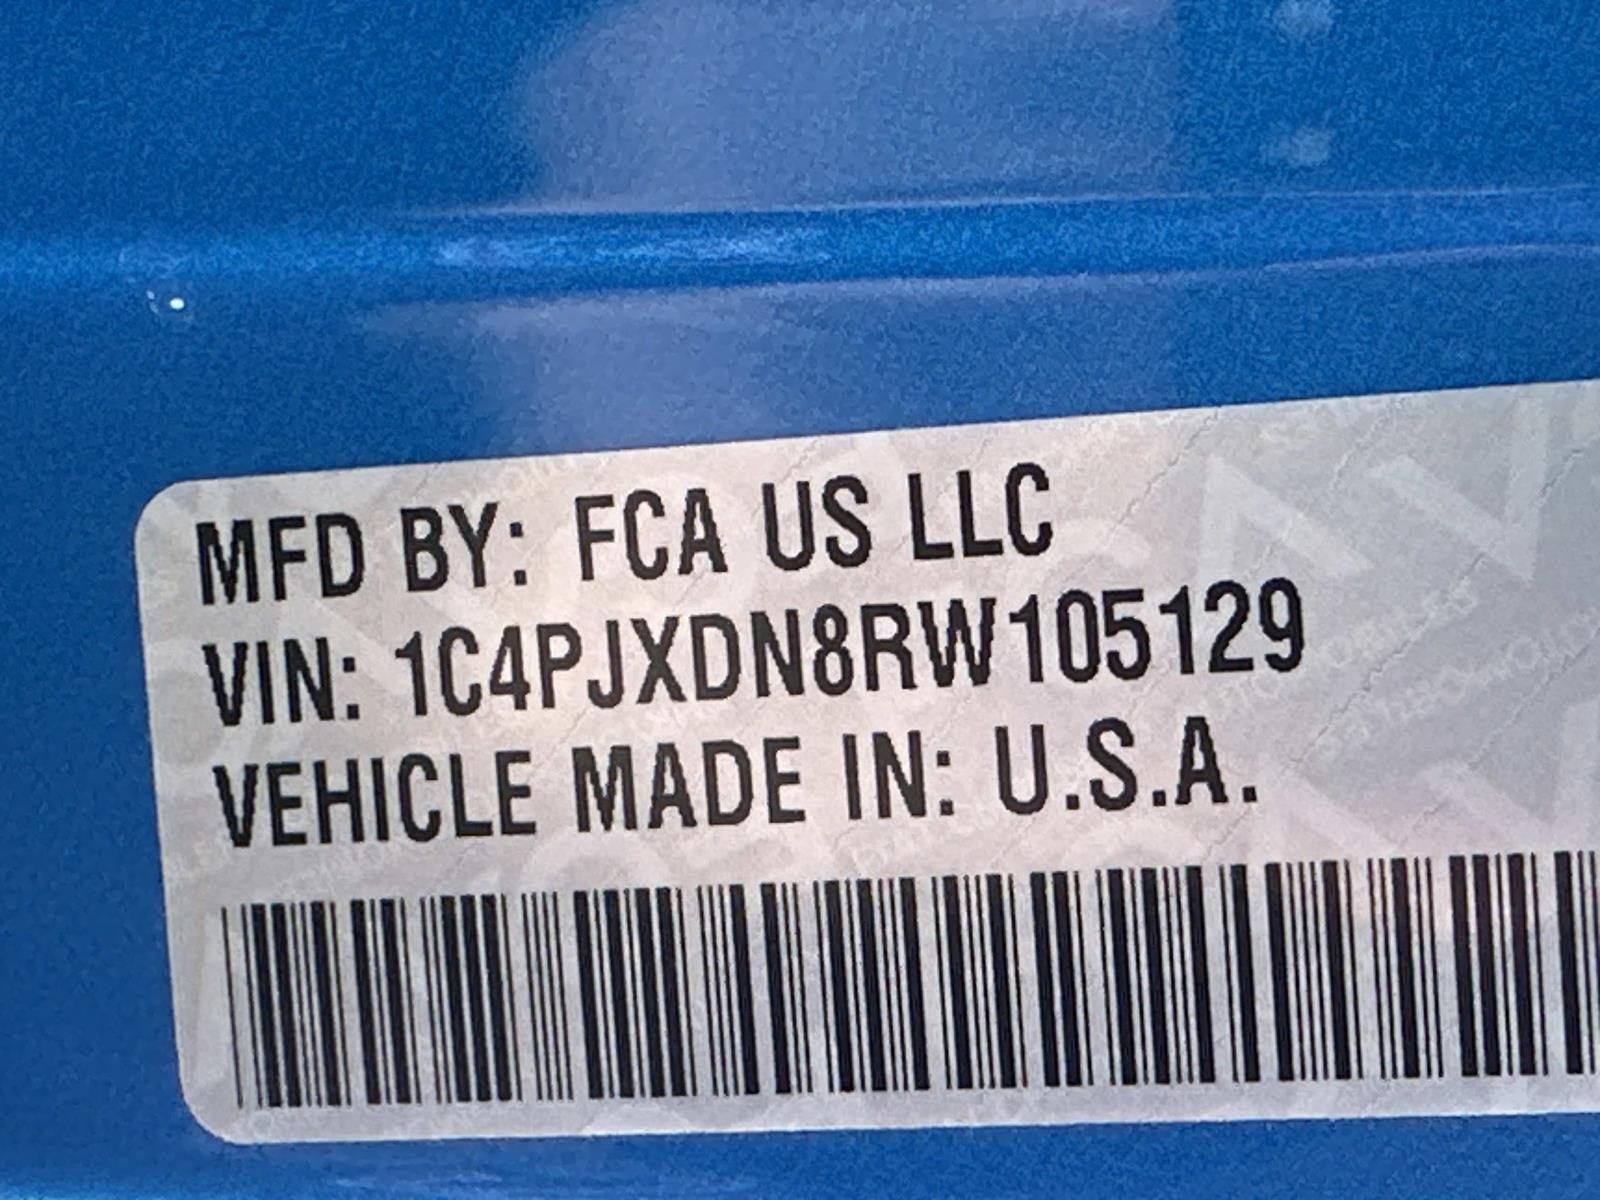 MFD BY: FCA US LLC
VIN: 1C4PJXDN8RW105129
VEHICLE MADE IN: U.S.A.